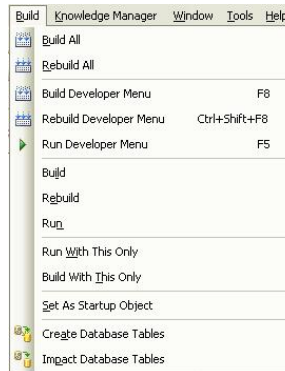 Build Knowledge Manager Window Tools Help
Build All
Rebuild All
Build Developer Menu F8
Rebuild Developer Menu Ctrl+Shift+F8
Run Developer Menu F5
Build
Rebuild
Run
Run With This Only
Build With This Only
Set As Startup Object
Create Database Tables
Impact Database Tables